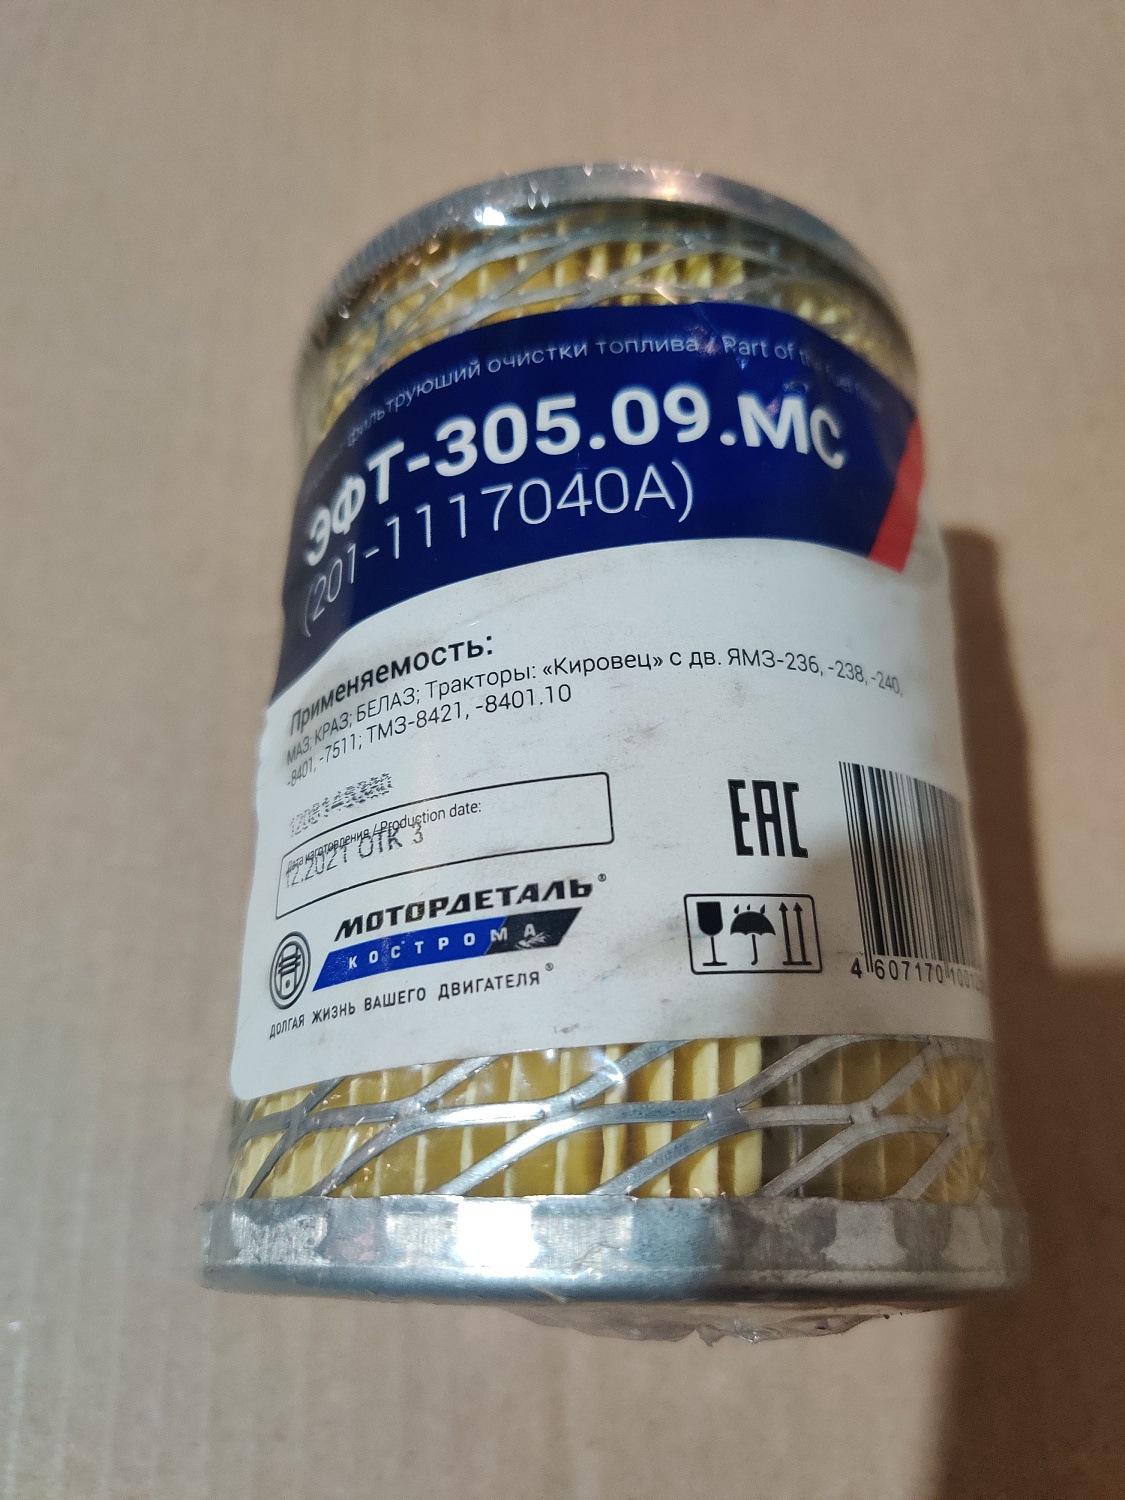 фильтрующий очистки топлива / Part of the fuel
ЭФТ-305.09.МС
(201-1117040А)
Применяемость:
МАЗ; КРАЗ; БЕЛАЗ; Тракторы: «Кировец» с дв. ЯМЗ-236, -238, -240,
-8401, -7511; ТМЗ-8421, -8401.10
Дата изготовления / Production date:
12.2021 ОТК 3
ЕАС
МОТОРДЕТАЛЬ®
КОСТРОМА
ДОЛГАЯ ЖИЗНЬ ВАШЕГО ДВИГАТЕЛЯ®
4 607170